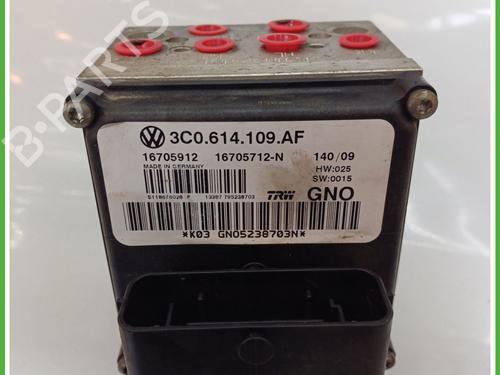 B-PARTS
3C0.614.109.AF
16705912 16705712-N 140/09
MADE IN GERMANY HW:025
SW:0015
TRW GNO
*K03 GNO5238703N*